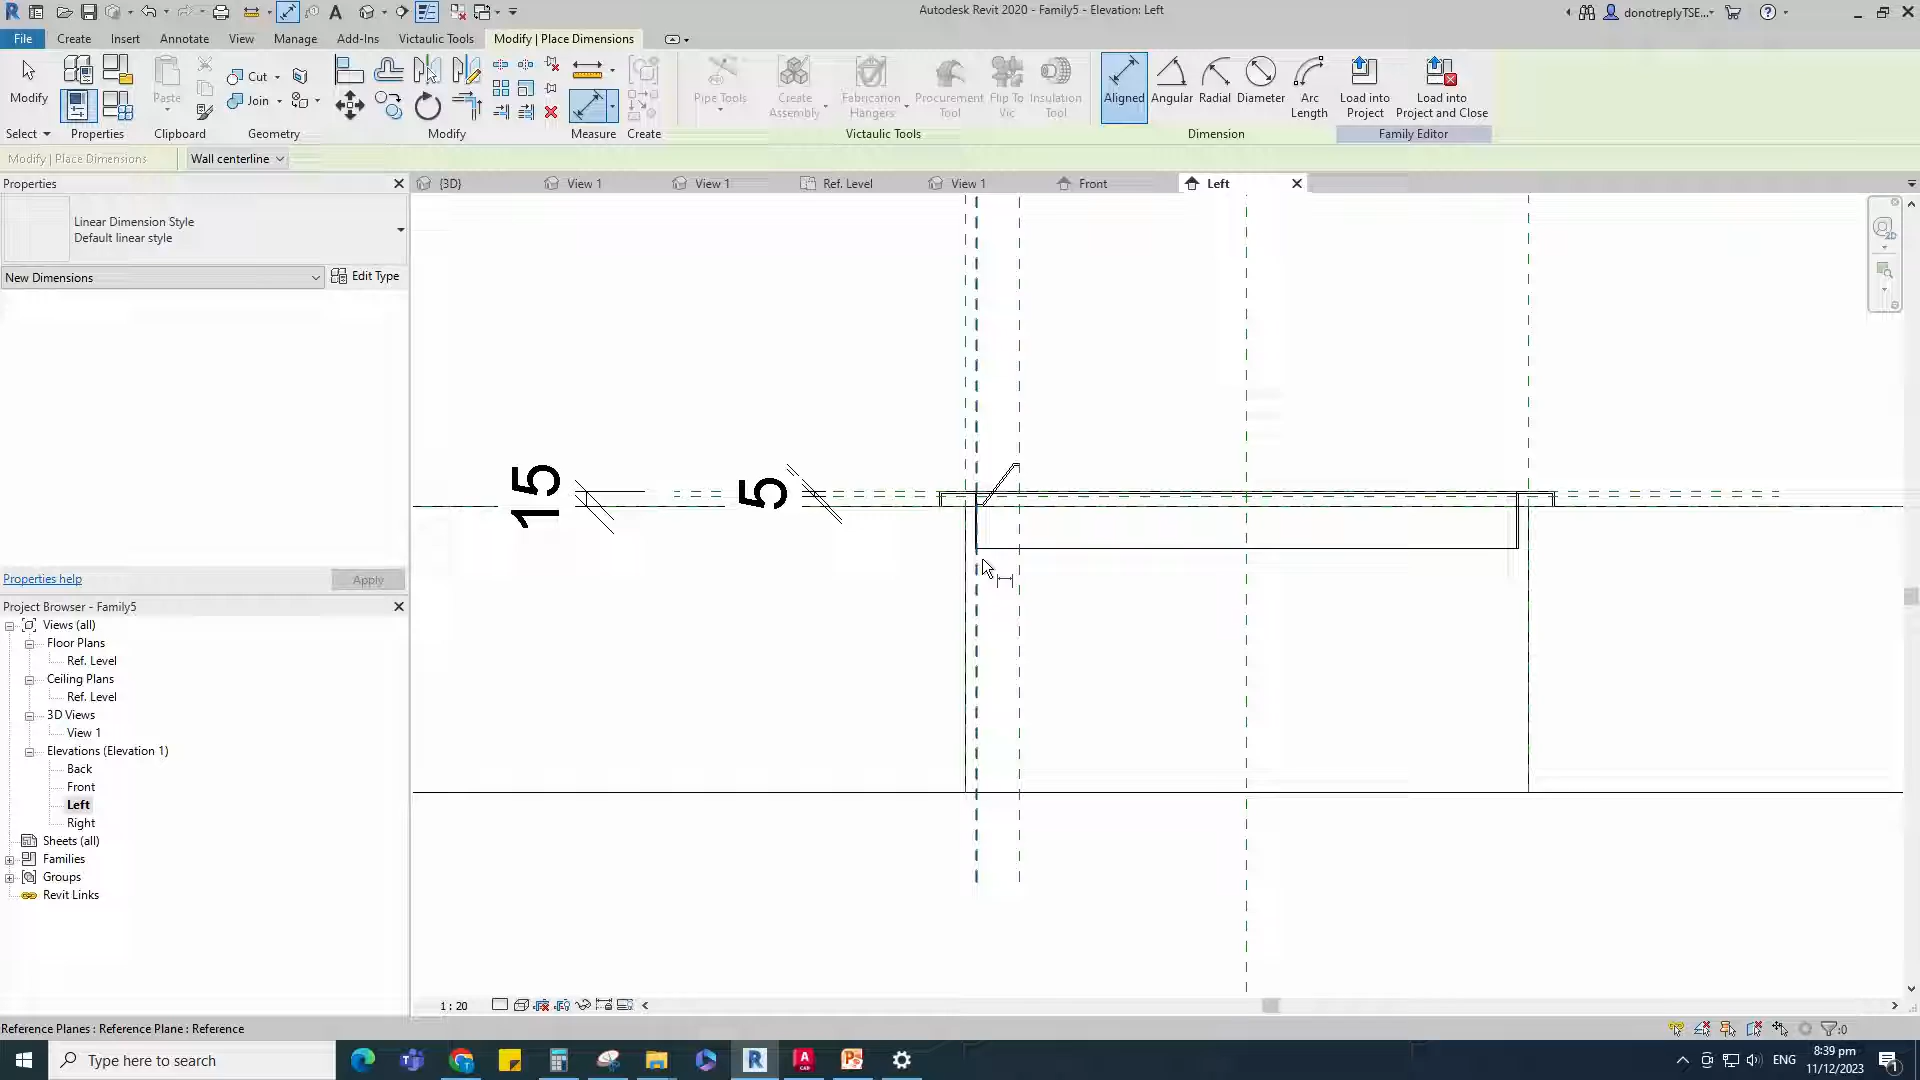 Autodesk Revit 2020 - Family5 - Elevation: Left
donotreplyTSE...
File
Create
Insert
Annotate
View
Manage
Add-Ins
Victaulic Tools
Modify | Place Dimensions
Modify
Paste
Cut
Join
Pipe Tools
Create Assembly
Fabrication Hangers
Procurement Tool
Flip To Vic
Insulation Tool
Aligned
Angular
Radial
Diameter
Arc Length
Load into Project
Load into Project and Close
Select
Properties
Clipboard
Geometry
Modify
Measure
Create
Victaulic Tools
Dimension
Family Editor
Modify | Place Dimensions
Wall centerline
Properties
{3D}
View 1
View 1
Ref. Level
View 1
Front
Left
Linear Dimension Style
Default linear style
New Dimensions
Edit Type
15
5
Properties help
Apply
Project Browser - Family5
Views (all)
Floor Plans
Ref. Level
Ceiling Plans
Ref. Level
3D Views
View 1
Elevations (Elevation 1)
Back
Front
Left
Right
Sheets (all)
Families
Groups
Revit Links
1 : 20
Reference Planes : Reference Plane : Reference
:0
Type here to search
ENG
8:39 pm
11/12/2023
1